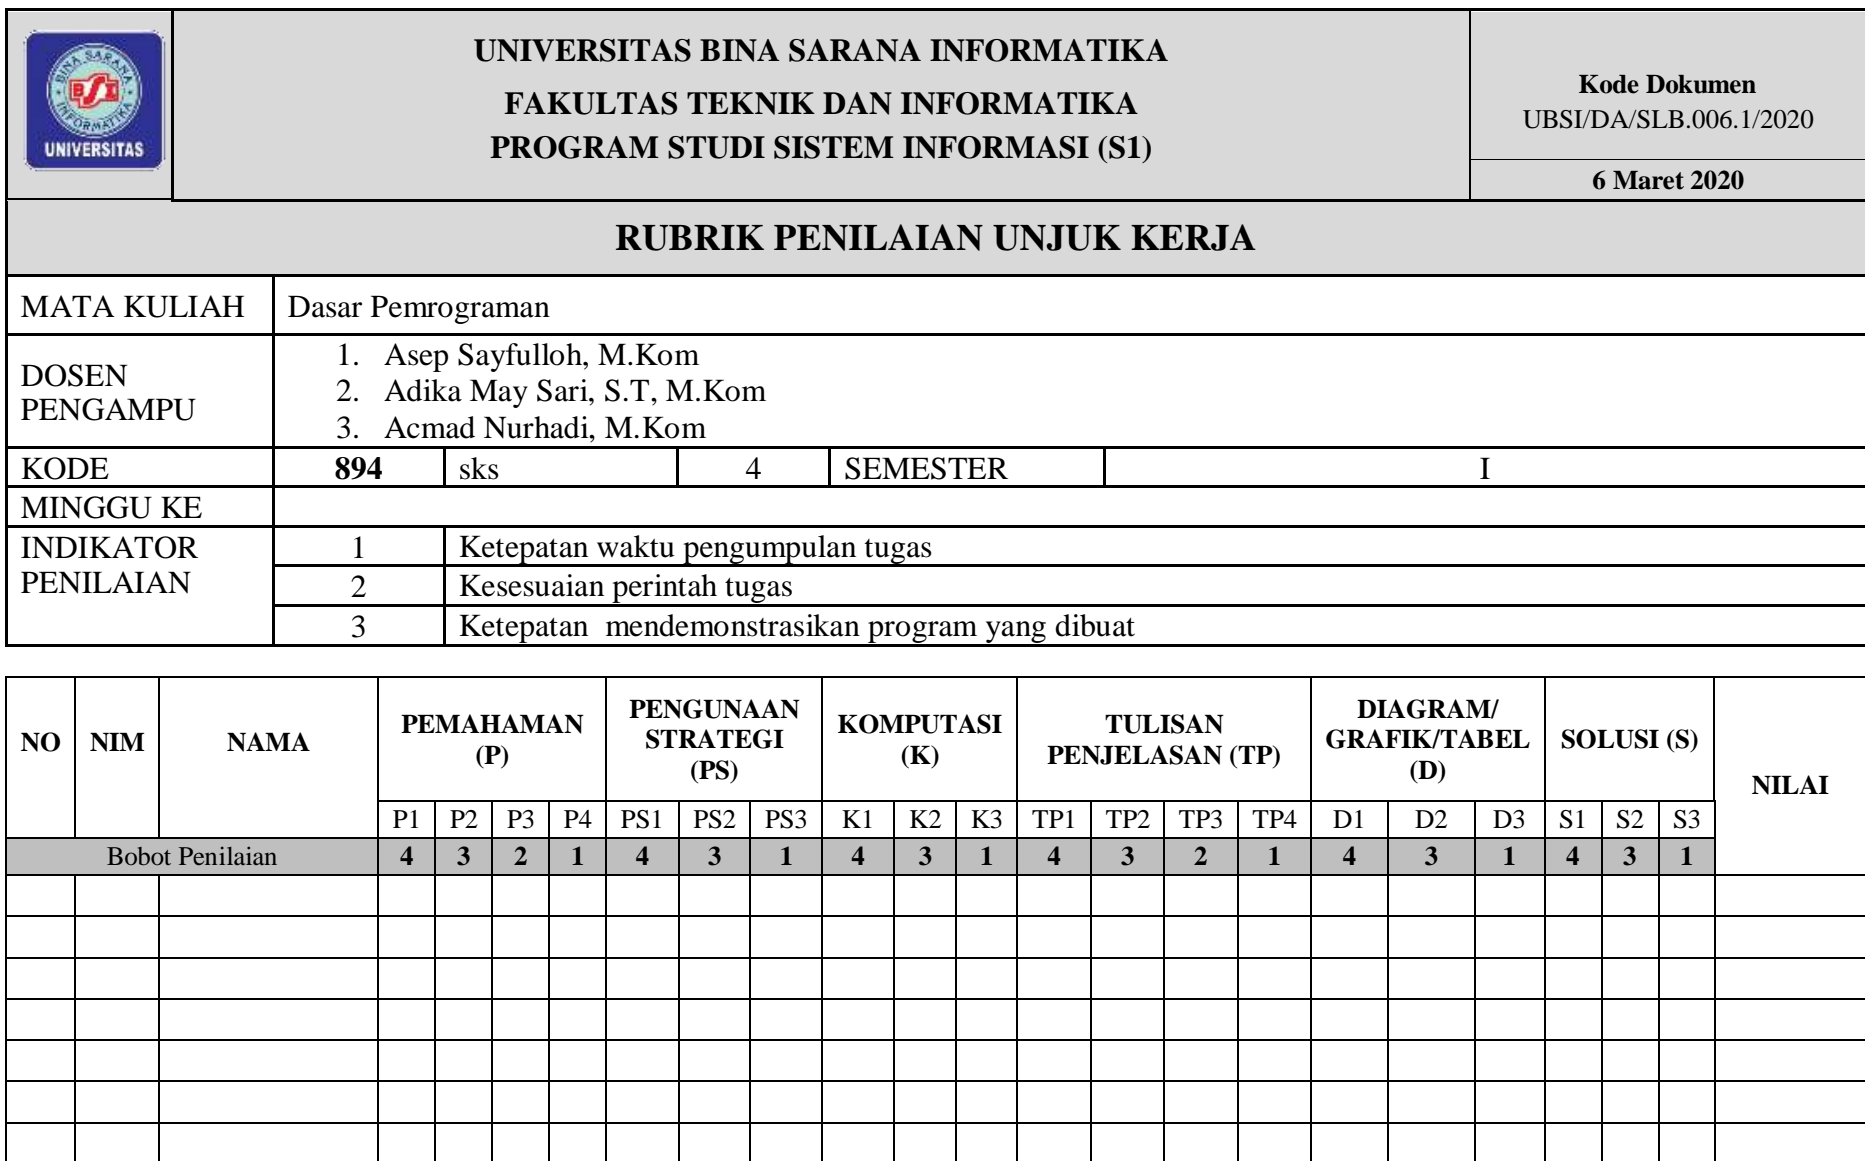 BINA SARANA
BSI
INFORMATIKA
UNIVERSITAS
UNIVERSITAS BINA SARANA INFORMATIKA
FAKULTAS TEKNIK DAN INFORMATIKA
PROGRAM STUDI SISTEM INFORMASI (S1)
Kode Dokumen
UBSI/DA/SLB.006.1/2020
6 Maret 2020
RUBRIK PENILAIAN UNJUK KERJA
MATA KULIAH Dasar Pemrograman
DOSEN
PENGAMPU
1. Asep Sayfulloh, M.Kom
2. Adika May Sari, S.T, M.Kom
3. Acmad Nurhadi, M.Kom
KODE 894 sks 4 SEMESTER I
MINGGU KE
INDIKATOR
PENILAIAN
1 Ketepatan waktu pengumpulan tugas
2 Kesesuaian perintah tugas
3 Ketepatan mendemonstrasikan program yang dibuat
NO
NIM
NAMA
PEMAHAMAN
(P)
PENGUNAAN
STRATEGI
(PS)
KOMPUTASI
(K)
TULISAN
PENJELASAN (TP)
DIAGRAM/
GRAFIK/TABEL
(D)
SOLUSI (S)
NILAI
P1 P2 P3 P4 PS1 PS2 PS3 K1 K2 K3 TP1 TP2 TP3 TP4 D1 D2 D3 S1 S2 S3
Bobot Penilaian 4 3 2 1 4 3 1 4 3 1 4 3 2 1 4 3 1 4 3 1